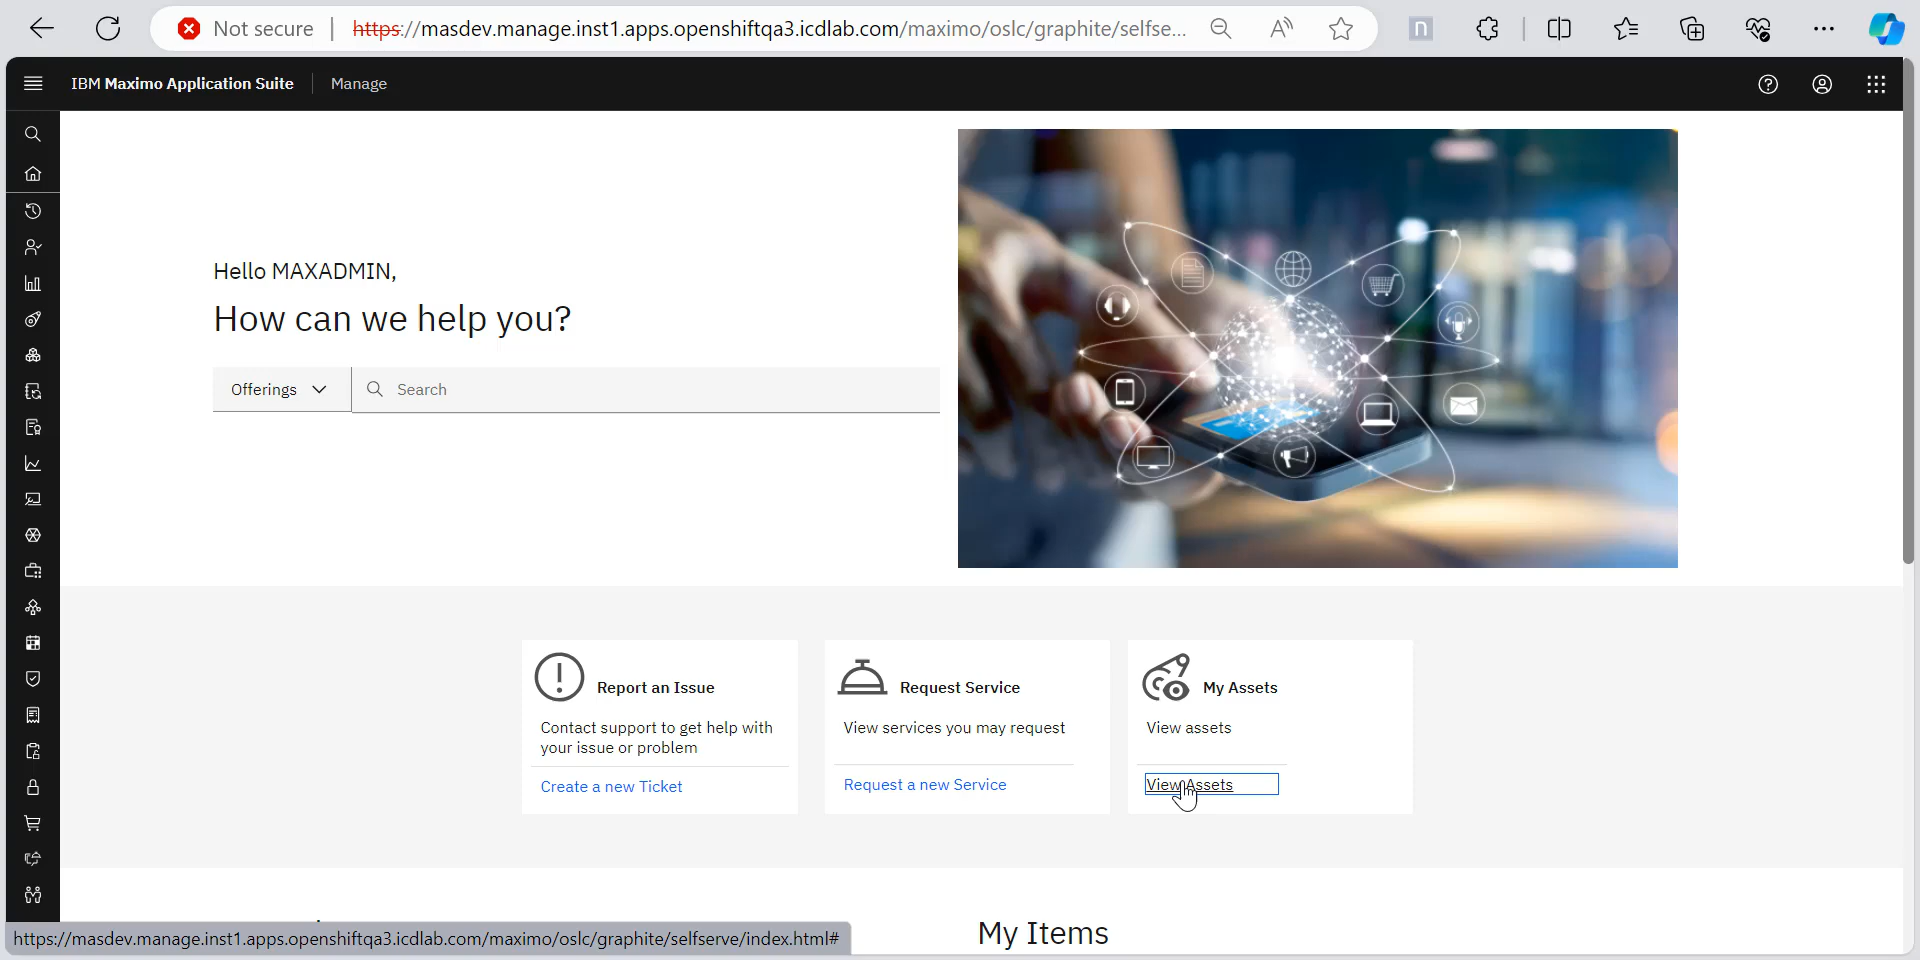 Not secure
https://masdev.manage.inst1.apps.openshiftqa3.icdlab.com/maximo/oslc/graphite/selfse...
IBM Maximo Application Suite
Manage
Hello MAXADMIN,
How can we help you?
Offerings
Search
Report an Issue
Contact support to get help with
your issue or problem
Create a new Ticket
Request Service
View services you may request
Request a new Service
My Assets
View assets
View Assets
My Items
https://masdev.manage.inst1.apps.openshiftqa3.icdlab.com/maximo/oslc/graphite/selfserve/index.html#